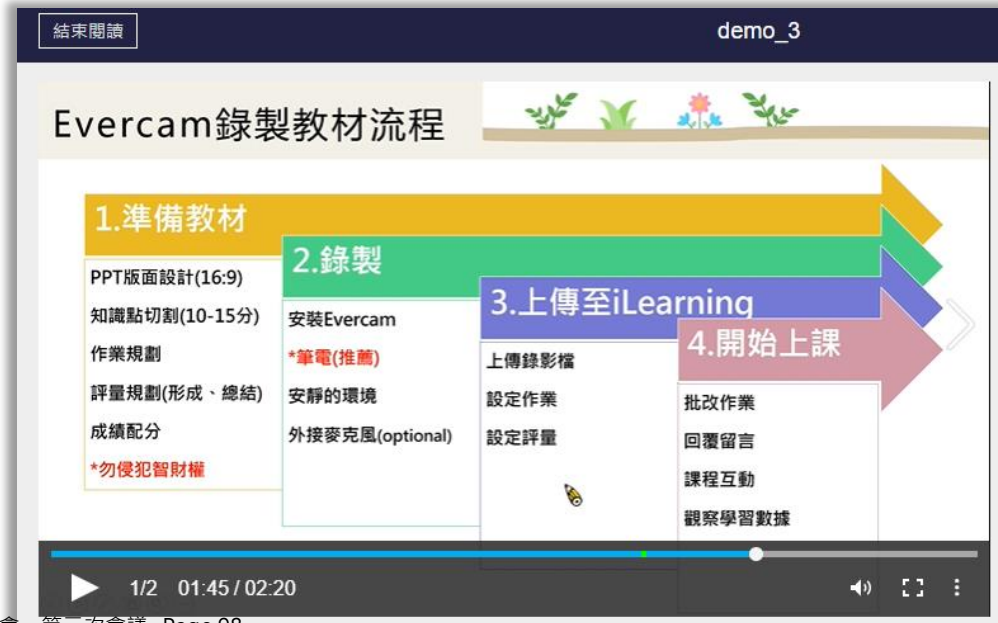 結束閱讀
demo_3
Evercam錄製教材流程
1.準備教材
PPT版面設計(16:9)
知識點切割(10-15分)
作業規劃
評量規劃(形成、總結)
成績配分
*勿侵犯智財權
2.錄製
安裝Evercam
*筆電(推薦)
安靜的環境
外接麥克風(optional)
3.上傳至iLearning
上傳錄影檔
設定作業
設定評量
4.開始上課
批改作業
回覆留言
課程互動
觀察學習數據
1/2 01:45 / 02:20